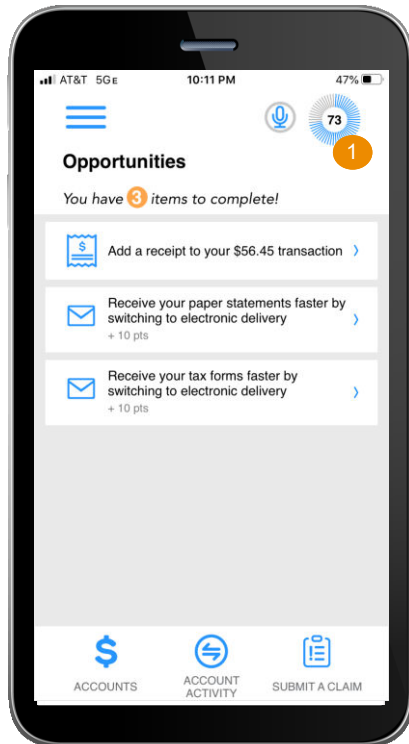 AT&T 5GE 10:11 PM 47%
73
1
Opportunities
You have 3 items to complete!
$
Add a receipt to your $56.45 transaction >
Receive your paper statements faster by
switching to electronic delivery >
+ 10 pts
Receive your tax forms faster by
switching to electronic delivery >
+ 10 pts
$
ACCOUNTS
ACCOUNT
ACTIVITY
SUBMIT A CLAIM